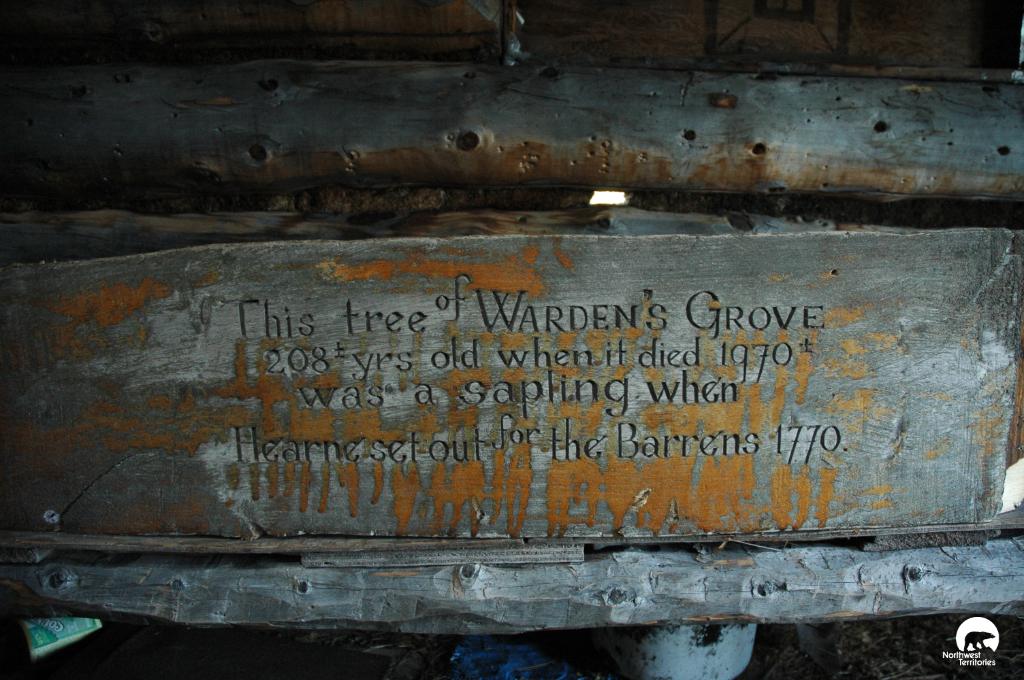 This tree of WARDEN'S GROVE
208± yrs old when it died 1970±
was a sapling when
Hearne set out for the Barrens 1770.
Northwest
Territories